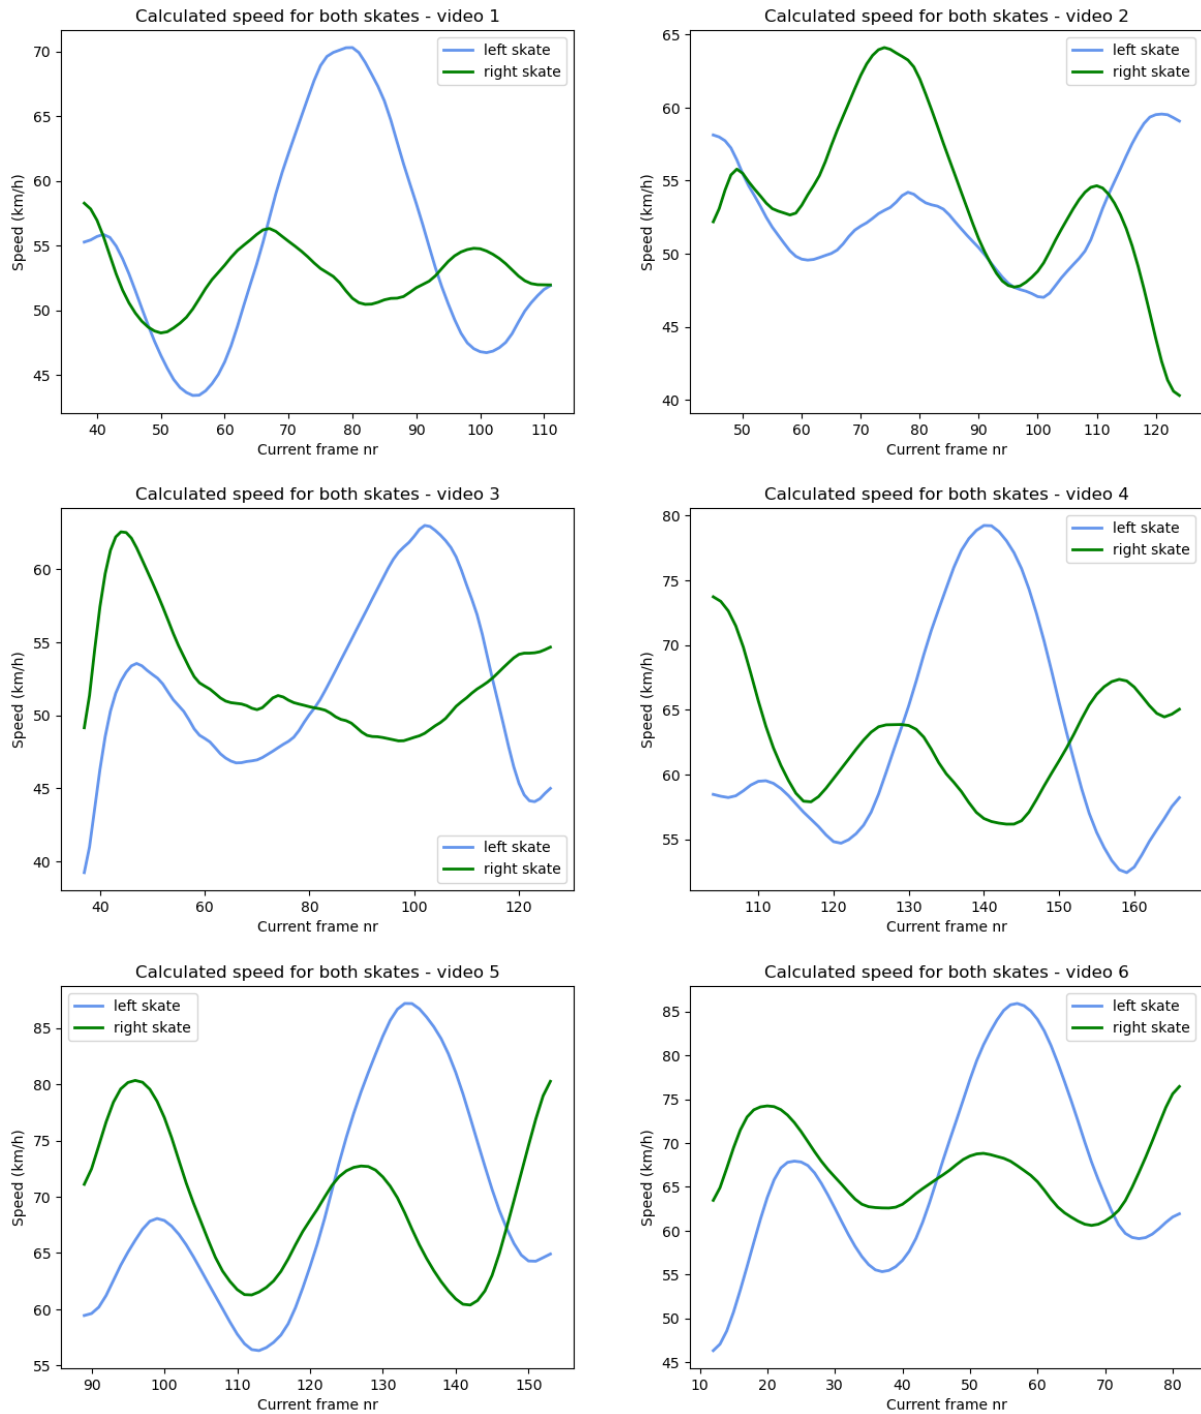 Calculated speed for both skates - video 1
left skate
right skate
Speed (km/h)
70
65
60
55
50
45
40 50 60 70 80 90 100 110
Current frame nr
Calculated speed for both skates - video 2
left skate
right skate
Speed (km/h)
65
60
55
50
45
40
50 60 70 80 90 100 110 120
Current frame nr
Calculated speed for both skates - video 3
Speed (km/h)
60
55
50
45
40
left skate
right skate
40 60 80 100 120
Current frame nr
Calculated speed for both skates - video 4
left skate
right skate
Speed (km/h)
80
75
70
65
60
55
110 120 130 140 150 160
Current frame nr
Calculated speed for both skates - video 5
left skate
right skate
Speed (km/h)
85
80
75
70
65
60
55
90 100 110 120 130 140 150
Current frame nr
Calculated speed for both skates - video 6
left skate
right skate
Speed (km/h)
85
80
75
70
65
60
55
50
45
10 20 30 40 50 60 70 80
Current frame nr